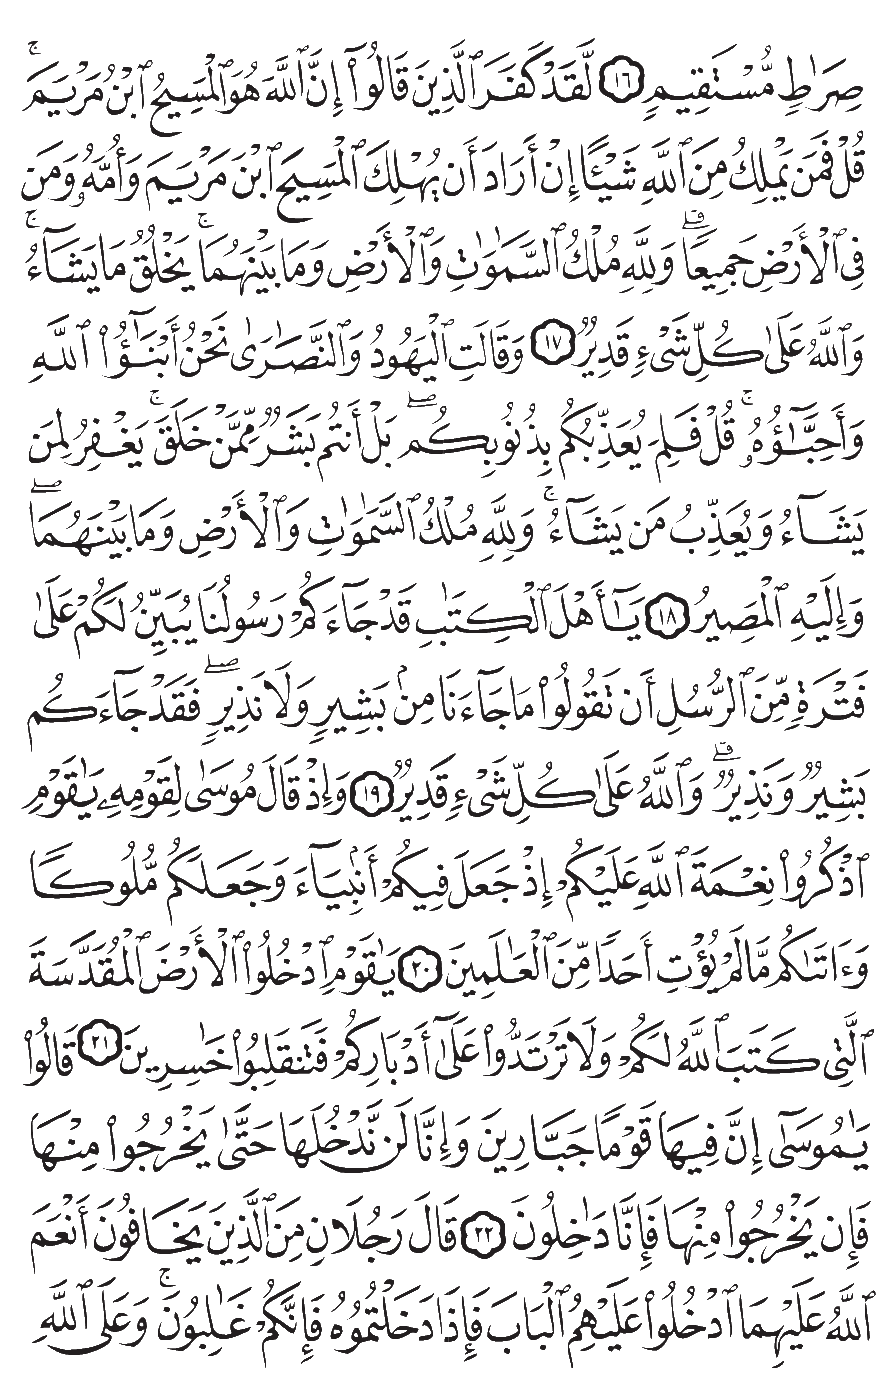 صِرَٰطٍ مُّسْتَقِيمٍ ١٦ لَّقَدْ كَفَرَ ٱلَّذِينَ قَالُوٓا۟ إِنَّ ٱللَّهَ هُوَ ٱلْمَسِيحُ ٱبْنُ مَرْيَمَ ۚ
قُلْ فَمَن يَمْلِكُ مِنَ ٱللَّهِ شَيْـًٔا إِنْ أَرَادَ أَن يُهْلِكَ ٱلْمَسِيحَ ٱبْنَ مَرْيَمَ وَأُمَّهُۥ وَمَن
فِى ٱلْأَرْضِ جَمِيعًا ۗ وَلِلَّهِ مُلْكُ ٱلسَّمَٰوَٰتِ وَٱلْأَرْضِ وَمَا بَيْنَهُمَا ۚ يَخْلُقُ مَا يَشَآءُ ۚ
وَٱللَّهُ عَلَىٰ كُلِّ شَىْءٍ قَدِيرٌ ١٧ وَقَالَتِ ٱلْيَهُودُ وَٱلنَّصَٰرَىٰ نَحْنُ أَبْنَٰٓؤُا۟ ٱللَّهِ
وَأَحِبَّٰٓؤُهُۥ ۚ قُلْ فَلِمَ يُعَذِّبُكُم بِذُنُوبِكُم ۖ بَلْ أَنتُم بَشَرٌ مِّمَّنْ خَلَقَ ۚ يَغْفِرُ لِمَن
يَشَآءُ وَيُعَذِّبُ مَن يَشَآءُ ۚ وَلِلَّهِ مُلْكُ ٱلسَّمَٰوَٰتِ وَٱلْأَرْضِ وَمَا بَيْنَهُمَا ۖ
وَإِلَيْهِ ٱلْمَصِيرُ ١٨ يَٰٓأَهْلَ ٱلْكِتَٰبِ قَدْ جَآءَكُمْ رَسُولُنَا يُبَيِّنُ لَكُمْ عَلَىٰ
فَتْرَةٍ مِّنَ ٱلرُّسُلِ أَن تَقُولُوا۟ مَا جَآءَنَا مِنۢ بَشِيرٍ وَلَا نَذِيرٍ ۖ فَقَدْ جَآءَكُم
بَشِيرٌ وَنَذِيرٌ ۗ وَٱللَّهُ عَلَىٰ كُلِّ شَىْءٍ قَدِيرٌ ١٩ وَإِذْ قَالَ مُوسَىٰ لِقَوْمِهِۦ يَٰقَوْمِ
ٱذْكُرُوا۟ نِعْمَةَ ٱللَّهِ عَلَيْكُمْ إِذْ جَعَلَ فِيكُمْ أَنۢبِيَآءَ وَجَعَلَكُم مُّلُوكًا
وَءَاتَىٰكُم مَّا لَمْ يُؤْتِ أَحَدًا مِّنَ ٱلْعَٰلَمِينَ ٢٠ يَٰقَوْمِ ٱدْخُلُوا۟ ٱلْأَرْضَ ٱلْمُقَدَّسَةَ
ٱلَّتِى كَتَبَ ٱللَّهُ لَكُمْ وَلَا تَرْتَدُّوا۟ عَلَىٰٓ أَدْبَارِكُمْ فَتَنقَلِبُوا۟ خَٰسِرِينَ ٢١ قَالُوا۟
يَٰمُوسَىٰٓ إِنَّ فِيهَا قَوْمًا جَبَّارِينَ وَإِنَّا لَن نَّدْخُلَهَا حَتَّىٰ يَخْرُجُوا۟ مِنْهَا
فَإِن يَخْرُجُوا۟ مِنْهَا فَإِنَّا دَٰخِلُونَ ٢٢ قَالَ رَجُلَانِ مِنَ ٱلَّذِينَ يَخَافُونَ أَنْعَمَ
ٱللَّهُ عَلَيْهِمَا ٱدْخُلُوا۟ عَلَيْهِمُ ٱلْبَابَ فَإِذَا دَخَلْتُمُوهُ فَإِنَّكُمْ غَٰلِبُونَ ۚ وَعَلَى ٱللَّهِ